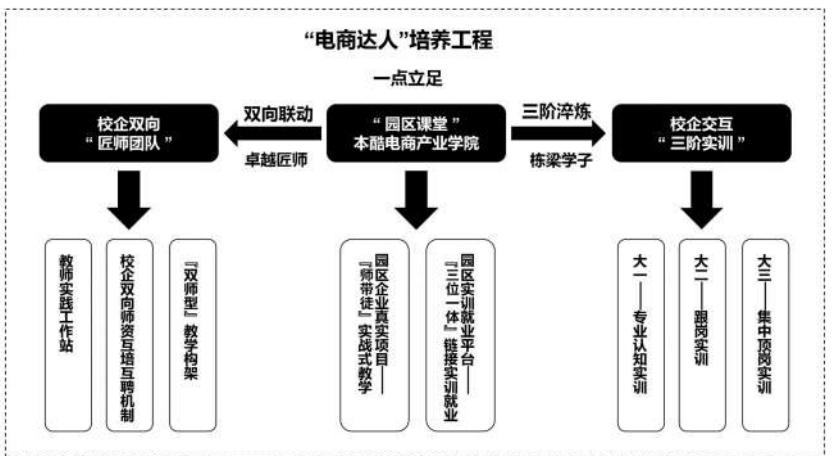 “电商达人”培养工程
一点立足
校企双向
“ 匠师团队 ”
双向联动
卓越匠师
“ 园区课堂 ”
本酷电商产业学院
三阶淬炼
栋梁学子
校企交互
“ 三阶实训 ”
教师实践工作站
校企双向师资互培互聘机制
『双师型』教学构架
园区企业真实项目——
『师带徒』实战式教学
园区实训就业平台——
『三位一体』链接实训就业
大一——专业认知实训
大二——跟岗实训
大三——集中顶岗实训